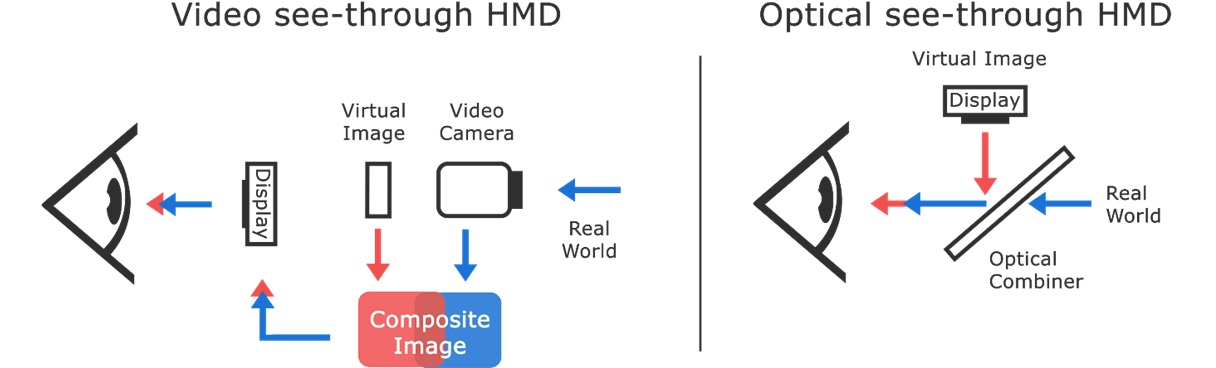 Video see-through HMD
Virtual
Image
Video
Camera
Display
Real
World
Composite
Image
Optical see-through HMD
Virtual Image
Display
Real
World
Optical
Combiner